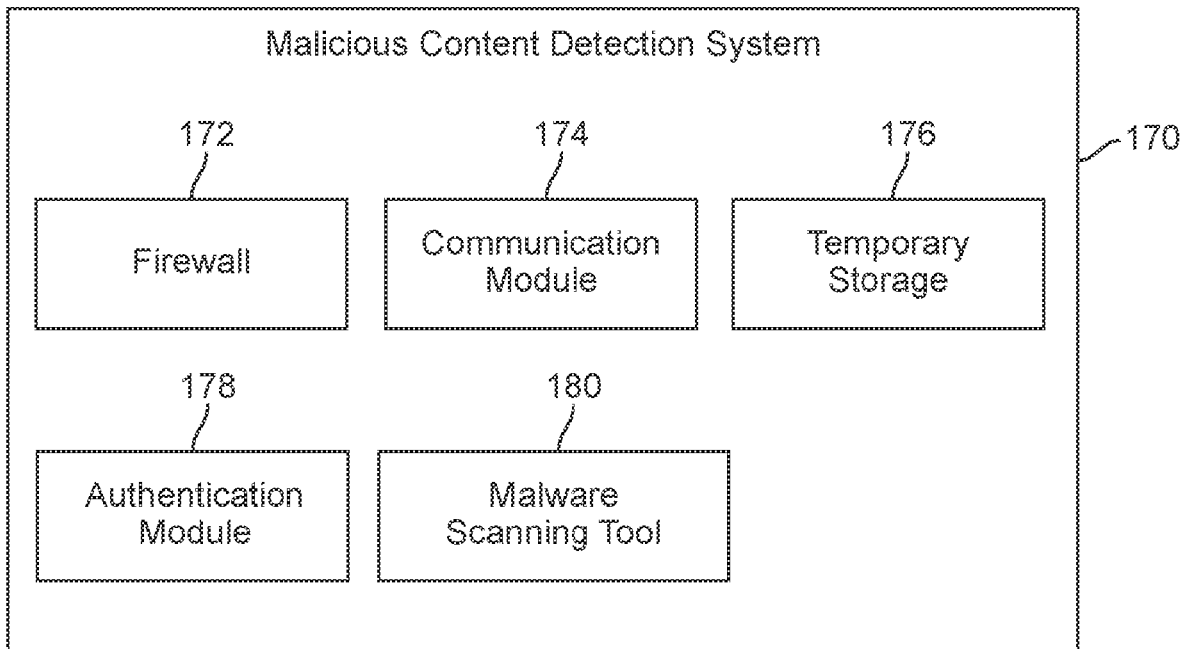 Malicious Content Detection System
172
174
176
170
Firewall
Communication
Module
Temporary
Storage
178
180
Authentication
Module
Malware
Scanning Tool